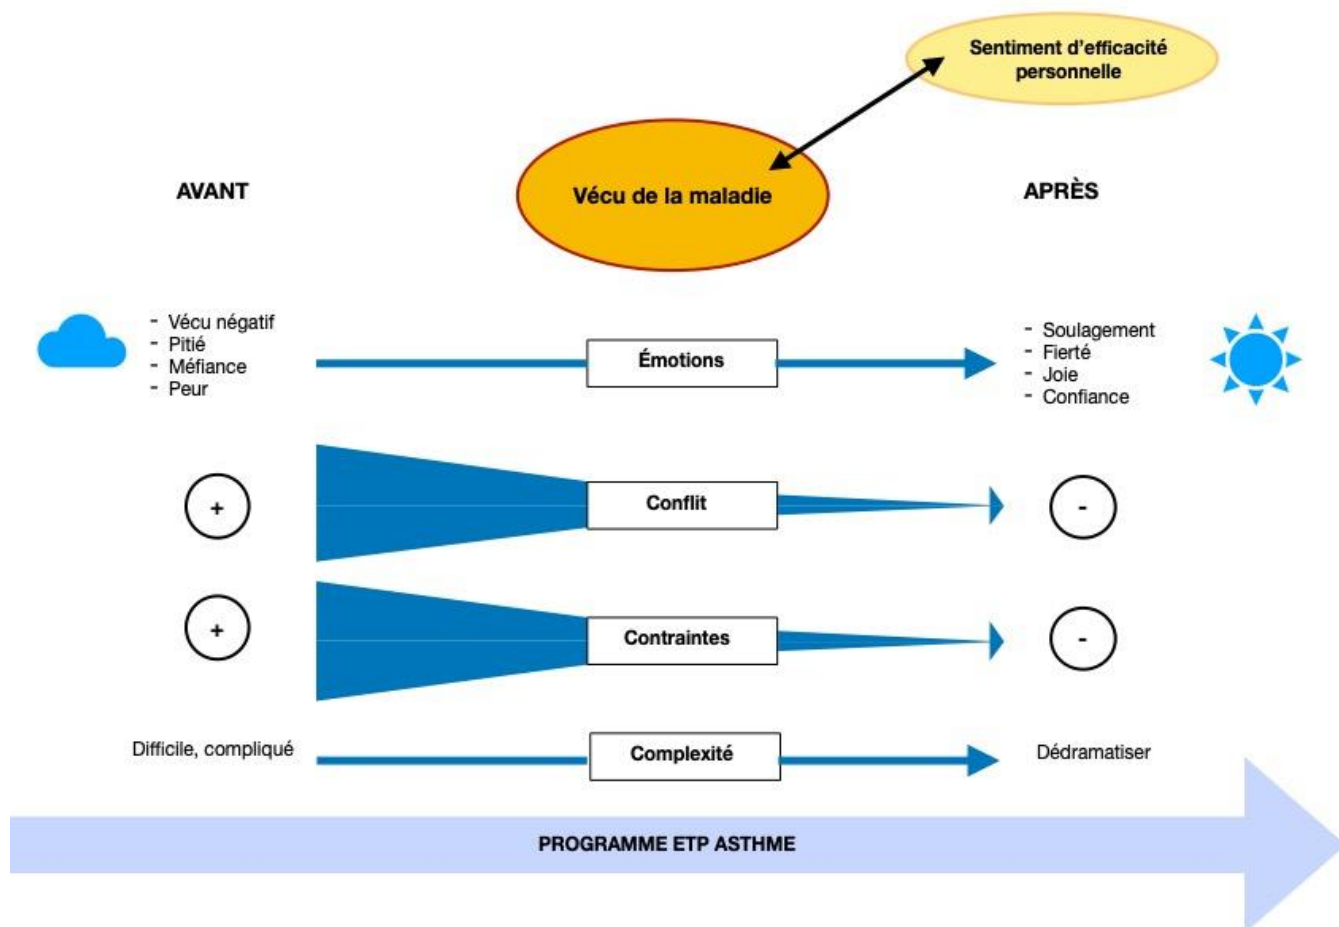 Sentiment d'efficacité
personnelle
AVANT
Vécu de la maladie
APRÈS
- Vécu négatif
- Pitié
- Méfiance
- Peur
Émotions
- Soulagement
- Fierté
- Joie
- Confiance
+
Conflit
-
+
Contraintes
-
Difficile, compliqué
Complexité
Dédramatiser
PROGRAMME ETP ASTHME